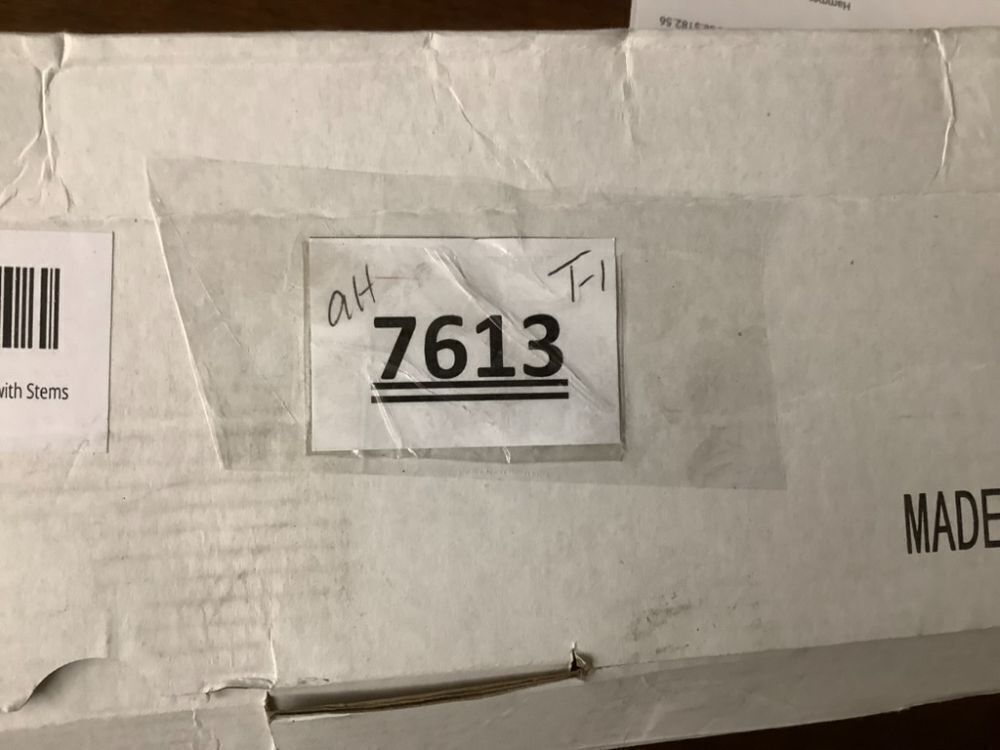 aH T-1
7613
with Stems
MADE